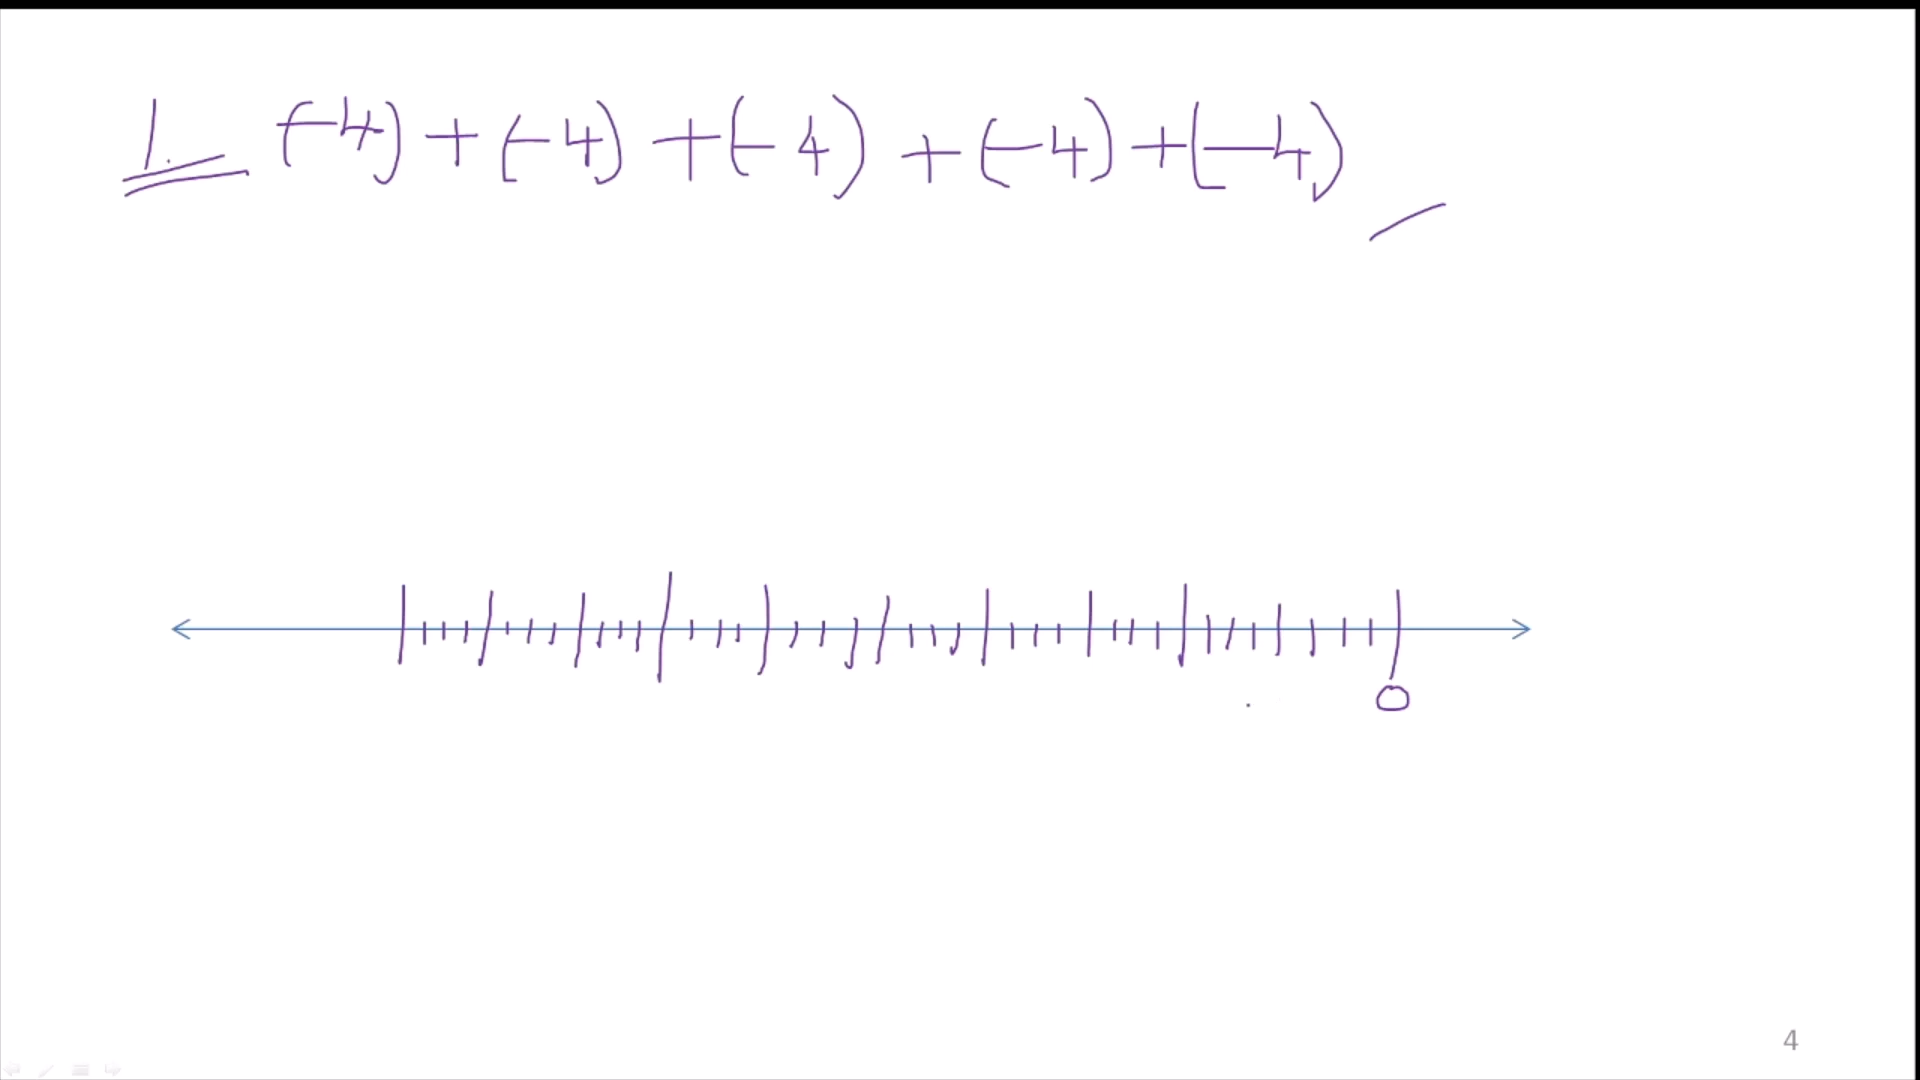 1. (-4) + (-4) + (-4) + (-4) + (-4)
0
4